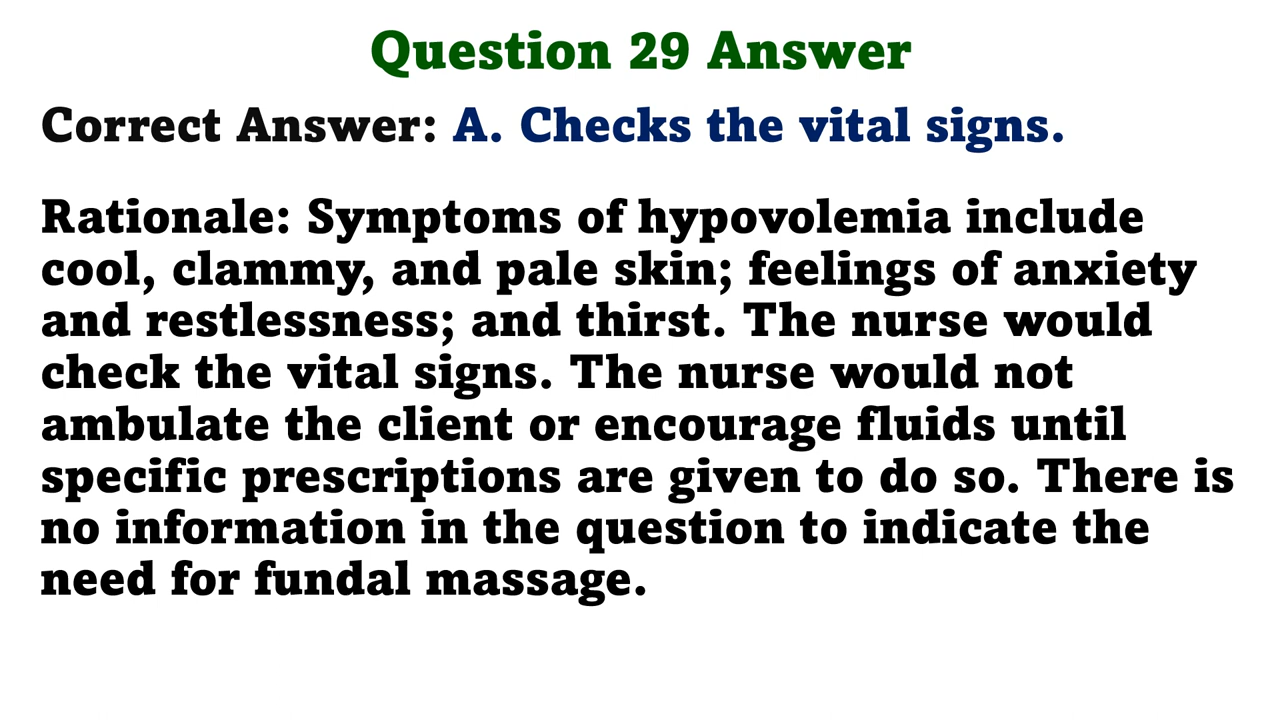 Question 29 Answer
Correct Answer: A. Checks the vital signs.
Rationale: Symptoms of hypovolemia include
cool, clammy, and pale skin; feelings of anxiety
and restlessness; and thirst. The nurse would
check the vital signs. The nurse would not
ambulate the client or encourage fluids until
specific prescriptions are given to do so. There is
no information in the question to indicate the
need for fundal massage.